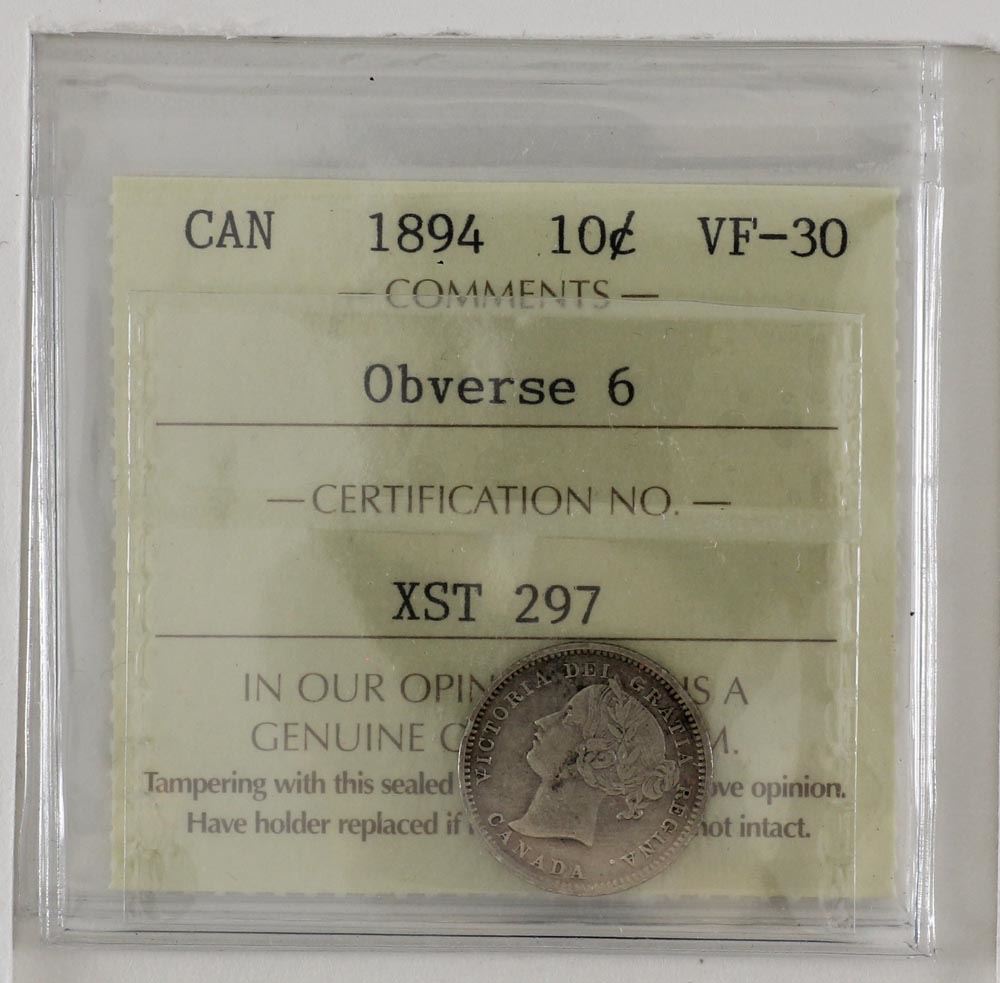 CAN 1894 10¢ VF-30
— COMMENTS —
Obverse 6
— CERTIFICATION NO. —
XST 297
IN OUR OPIN IS A
GENUINE M.
Tampering with this sealed ove opinion.
Have holder replaced if not intact.
VICTORIA DEI GRATIA REGINA.
CANADA